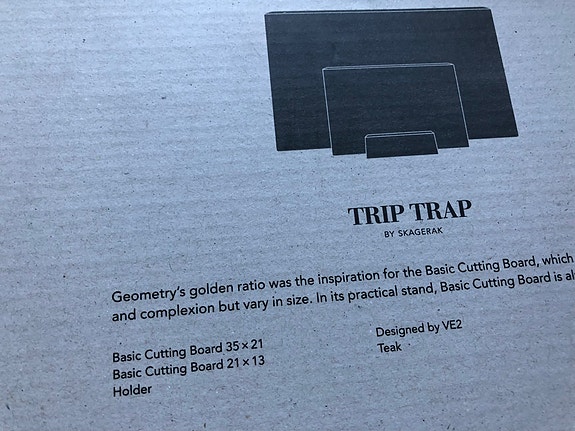 TRIP TRAP
BY SKAGERAK
Geometry's golden ratio was the inspiration for the Basic Cutting Board, which
and complexion but vary in size. In its practical stand, Basic Cutting Board is
Basic Cutting Board 35 × 21
Basic Cutting Board 21 × 13
Holder
Designed by VE2
Teak